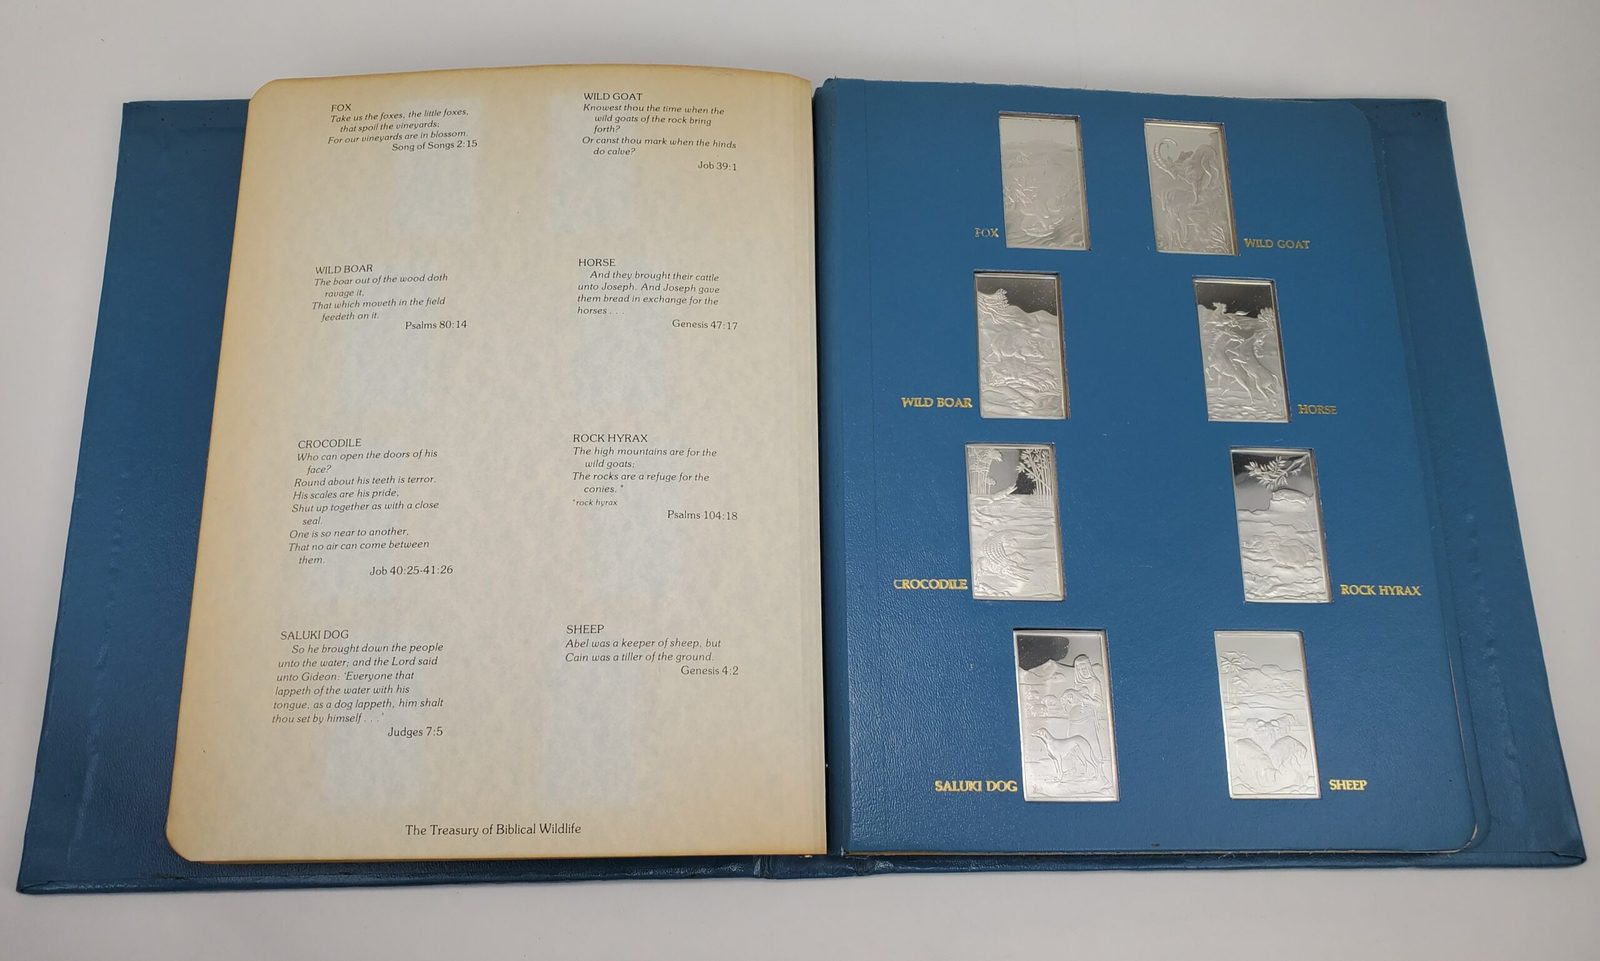 FOX
Take us the foxes, the little foxes,
that spoil the vineyards;
For our vineyards are in blossom.
Song of Songs 2:15
WILD GOAT
Knowest thou the time when the
wild goats of the rock bring
forth?
Or canst thou mark when the hinds
do calve?
Job 39:1
WILD BOAR
The boar out of the wood doth
ravage it,
That which moveth in the field
feedeth on it.
Psalms 80:14
HORSE
And they brought their cattle
unto Joseph. And Joseph gave
them bread in exchange for the
horses . . .
Genesis 47:17
CROCODILE
Who can open the doors of his
face?
Round about his teeth is terror.
His scales are his pride,
Shut up together as with a close
seal.
One is so near to another,
That no air can come between
them.
Job 40:25-41:26
ROCK HYRAX
The high mountains are for the
wild goats;
The rocks are a refuge for the
conies. *
*rock hyrax
Psalms 104:18
SALUKI DOG
So he brought down the people
unto the water; and the Lord said
unto Gideon: 'Everyone that
lappeth of the water with his
tongue, as a dog lappeth, him shalt
thou set by himself . . .'
Judges 7:5
SHEEP
Abel was a keeper of sheep, but
Cain was a tiller of the ground.
Genesis 4:2
The Treasury of Biblical Wildlife
FOX
WILD GOAT
WILD BOAR
HORSE
CROCODILE
ROCK HYRAX
SALUKI DOG
SHEEP